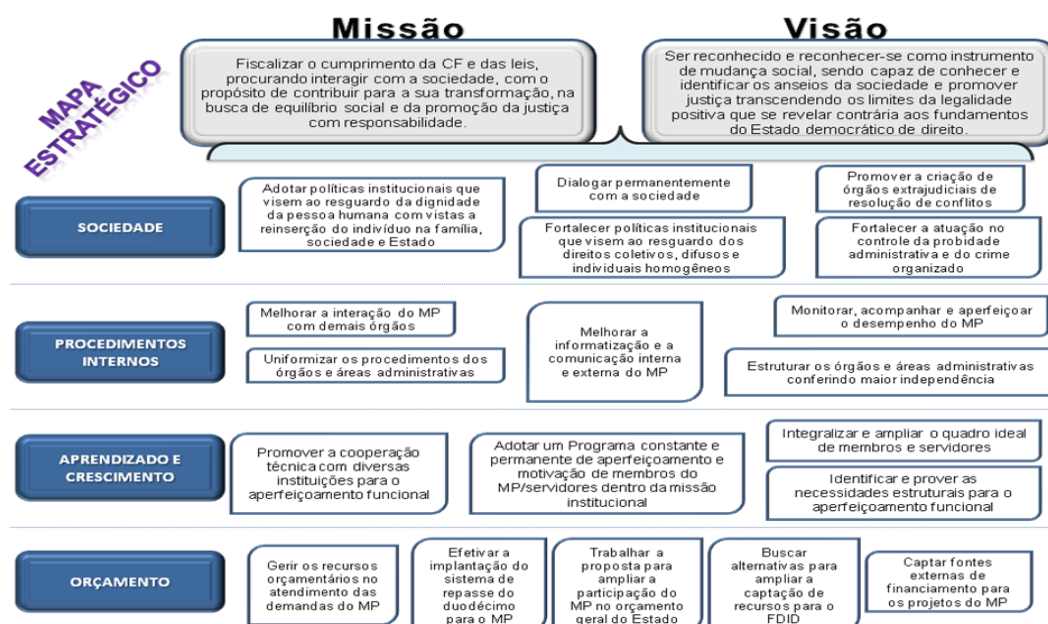 MAPA
ESTRATÉGICO
Missão
Fiscalizar o cumprimento da CF e das leis,
procurando interagir com a sociedade, com o
propósito de contribuir para a sua transformação, na
busca de equilíbrio social e da promoção da justiça
com responsabilidade.
Visão
Ser reconhecido e reconhecer-se como instrumento
de mudança social, sendo capaz de conhecer e
identificar os anseios da sociedade e promover
justiça transcendendo os limites da legalidade
positiva que se revelar contrária aos fundamentos
do Estado democrático de direito.
SOCIEDADE
Adotar políticas institucionais que
visem ao resguardo da dignidade
da pessoa humana com vistas a
reinserção do indivíduo na família,
sociedade e Estado
Dialogar permanentemente
com a sociedade
Fortalecer políticas institucionais
que visem ao resguardo dos
direitos coletivos, difusos e
individuais homogêneos
Promover a criação de
órgãos extrajudiciais de
resolução de conflitos
Fortalecer a atuação no
controle da probidade
administrativa e do crime
organizado
PROCEDIMENTOS
INTERNOS
Melhorar a interação do MP
com demais órgãos
Uniformizar os procedimentos dos
órgãos e áreas administrativas
Melhorar a
informatização e a
comunicação interna
e externa do MP
Monitorar, acompanhar e aperfeiçoar
o desempenho do MP
Estruturar os órgãos e áreas administrativas
conferindo maior independência
APRENDIZADO E
CRESCIMENTO
Promover a cooperação
técnica com diversas
instituições para o
aperfeiçoamento funcional
Adotar um Programa constante e
permanente de aperfeiçoamento e
motivação de membros do
MP/servidores dentro da missão
institucional
Integralizar e ampliar o quadro ideal
de membros e servidores
Identificar e prover as
necessidades estruturais para o
aperfeiçoamento funcional
ORÇAMENTO
Gerir os recursos
orçamentários no
atendimento das
demandas do MP
Efetivar a
implantação do
sistema de
repasse do
duodécimo
para o MP
Trabalhar a
proposta para
ampliar a
participação do
MP no orçamento
geral do Estado
Buscar
alternativas para
ampliar a
captação de
recursos para o
FDID
Captar fontes
externas de
financiamento para
os projetos do MP